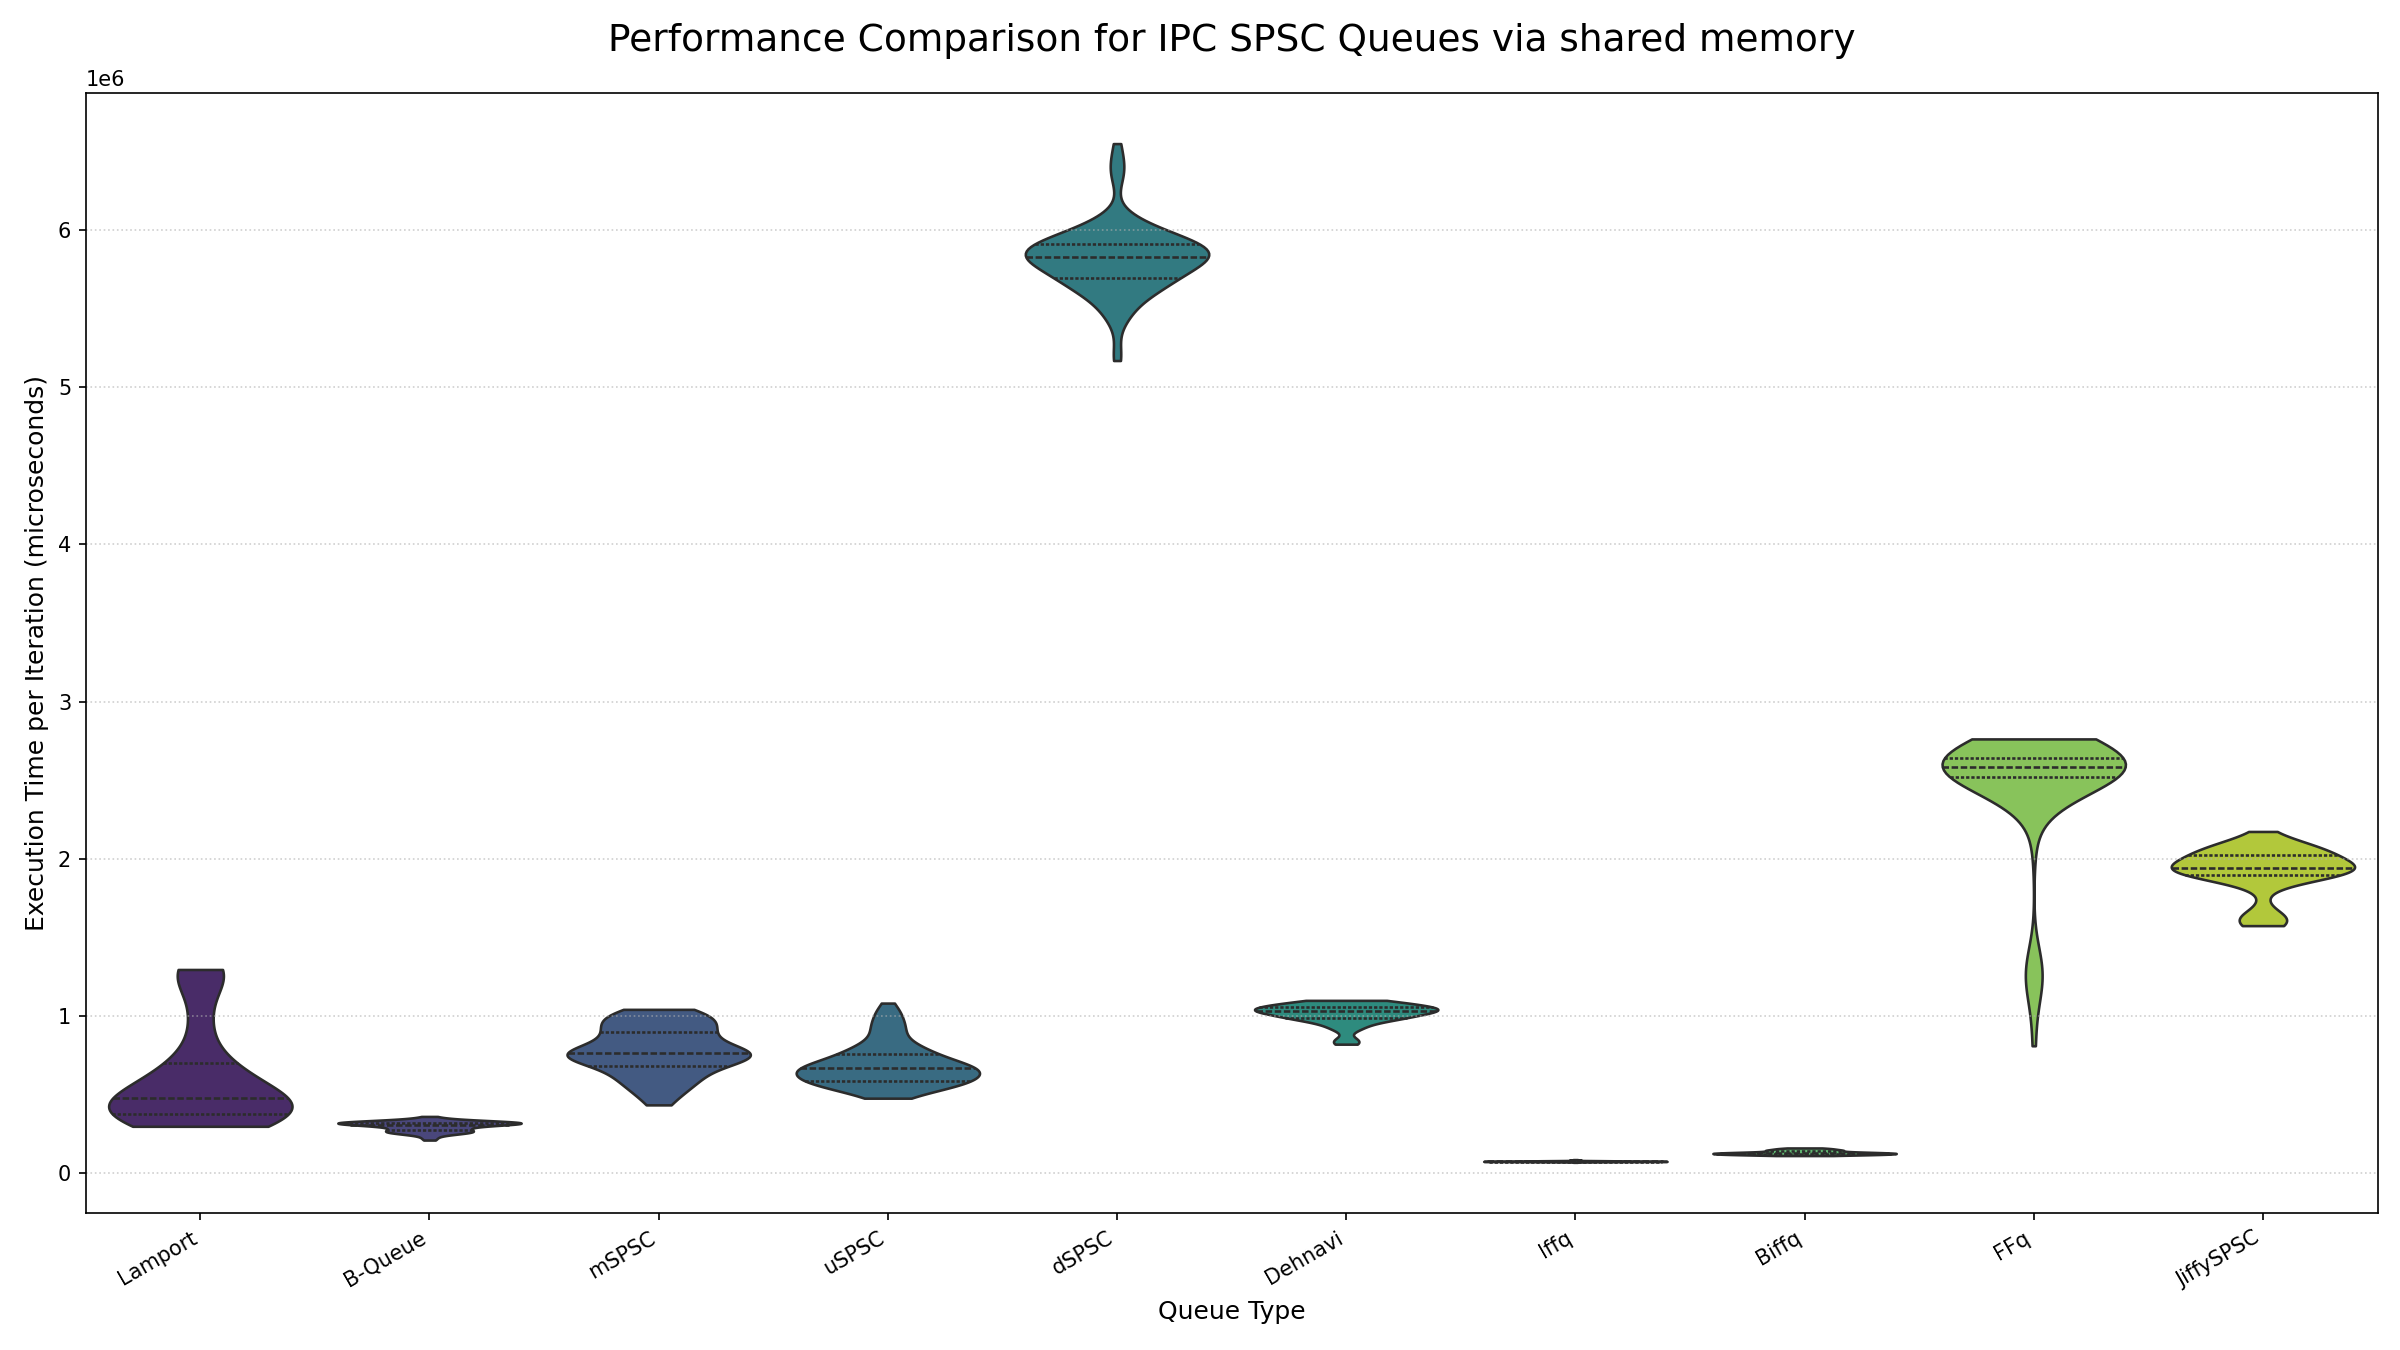 Performance Comparison for IPC SPSC Queues via shared memory
1e6
6
5
4
3
2
1
0
Execution Time per Iteration (microseconds)
Lamport
B-Queue
mSPSC
uSPSC
dSPSC
Dehnavi
Iffq
Biffq
FFq
JiffySPSC
Queue Type